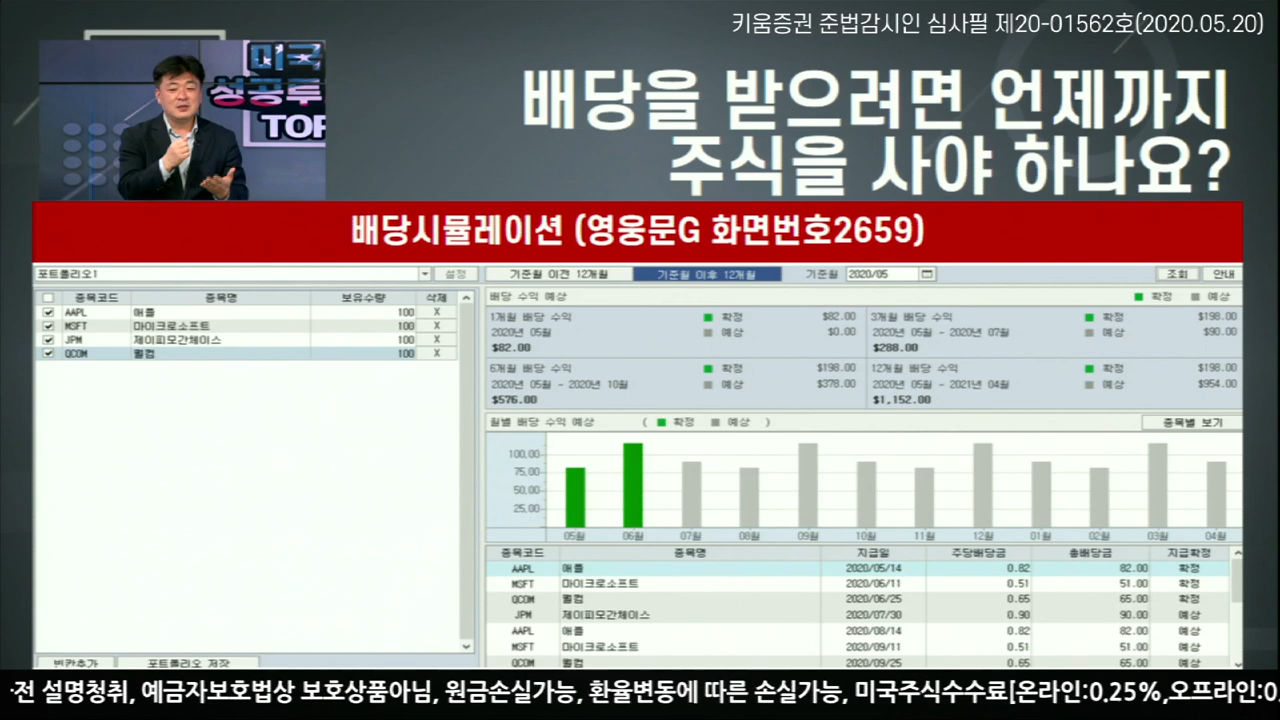 키움증권 준법감시인 심사필 제20-01562호(2020.05.20)
미국
성공투
TOP
배당을 받으려면 언제까지
주식을 사야 하나요?
배당시뮬레이션 (영웅문G 화면번호2659)
포트폴리오1 설정
종목코드 종목명 보유수량 삭제
AAPL 애플 100 X
MSFT 마이크로소프트 100 X
JPM 제이피모간체이스 100 X
QCOM 퀄컴 100 X
빈칸추가 포트폴리오 저장
기준월 이전 12개월 기준월 이후 12개월 기준월 2020/05 조회 안내
배당 수익 예상 확정 예상
1개월 배당 수익 확정 $82.00
2020년 05월 예상 $0.00
$82.00
3개월 배당 수익 확정 $198.00
2020년 05월 - 2020년 07월 예상 $90.00
$288.00
6개월 배당 수익 확정 $198.00
2020년 05월 - 2020년 10월 예상 $378.00
$576.00
12개월 배당 수익 확정 $198.00
2020년 05월 - 2021년 04월 예상 $954.00
$1,152.00
월별 배당 수익 예상 ( 확정 예상 ) 종목별 보기
100,00
75,00
50,00
25,00
05월 06월 07월 08월 09월 10월 11월 12월 01월 02월 03월 04월
종목코드 종목명 지급일 주당배당금 총배당금 지급확정
AAPL 애플 2020/05/14 0.82 82.00 확정
MSFT 마이크로소프트 2020/06/11 0.51 51.00 확정
QCOM 퀄컴 2020/06/25 0.65 65.00 확정
JPM 제이피모간체이스 2020/07/30 0.90 90.00 예상
AAPL 애플 2020/08/14 0.82 82.00 예상
MSFT 마이크로소프트 2020/09/11 0.51 51.00 예상
QCOM 퀄컴 2020/09/25 0.65 65.00 예상
전 설명청취, 예금자보호법상 보호상품아님, 원금손실가능, 환율변동에 따른 손실가능, 미국주식수수료[온라인:0.25%,오프라인:0